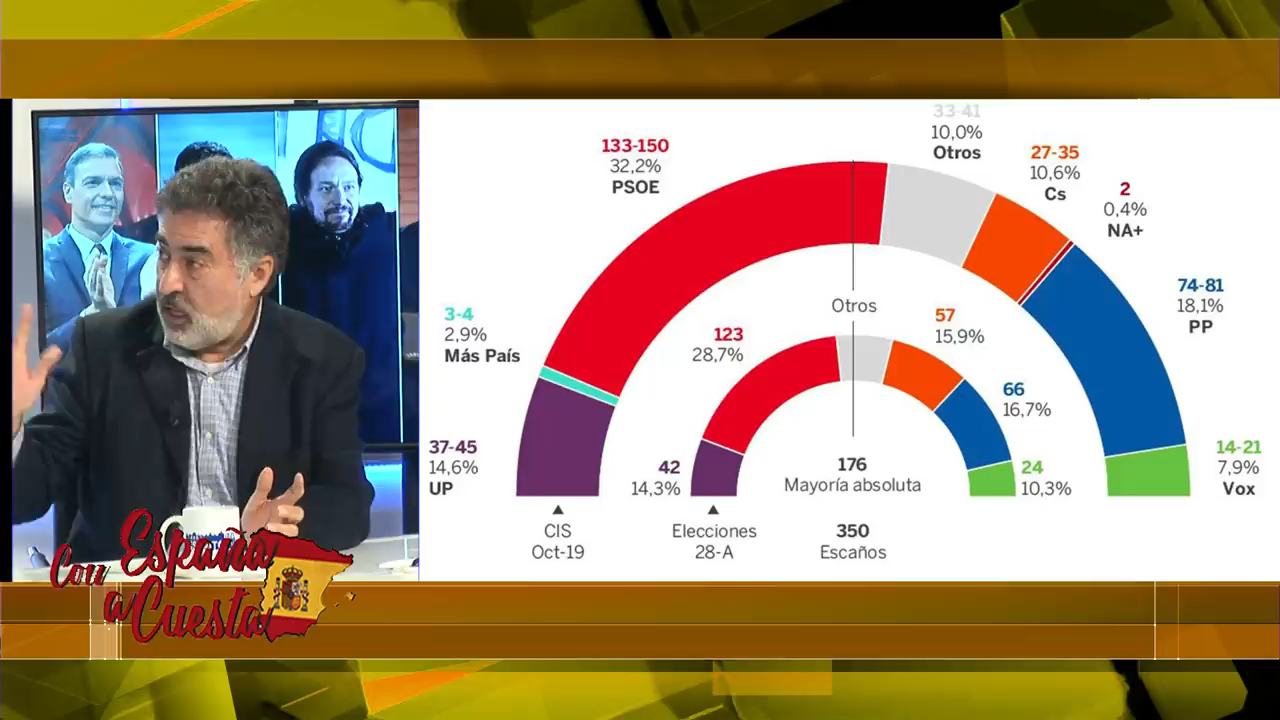 33-41
10,0%
Otros
133-150
32,2%
PSOE
27-35
10,6%
Cs
2
0,4%
NA+
74-81
18,1%
PP
3-4
2,9%
Más País
Otros
123
28,7%
57
15,9%
66
16,7%
37-45
14,6%
UP
42
14,3%
176
Mayoría absoluta
24
10,3%
14-21
7,9%
Vox
CIS
Oct-19
Elecciones
28-A
350
Escaños
Con España
a Cuesta